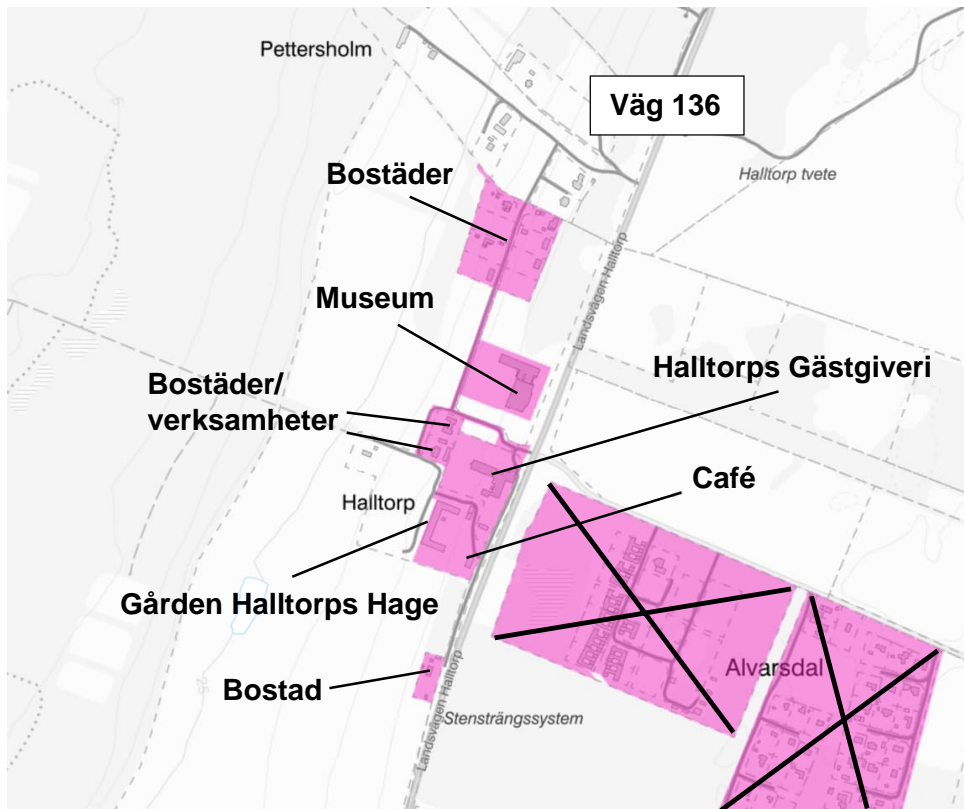 Pettersholm
Väg 136
Halltorp tvete
Bostäder
Landsvägen Halltorp
Museum
Halltorps Gästgiveri
Bostäder/
verksamheter
Café
Halltorp
Gården Halltorps Hage
Alvarsdal
Bostad
Landsvägen Halltorp
Stensträngssystem
25